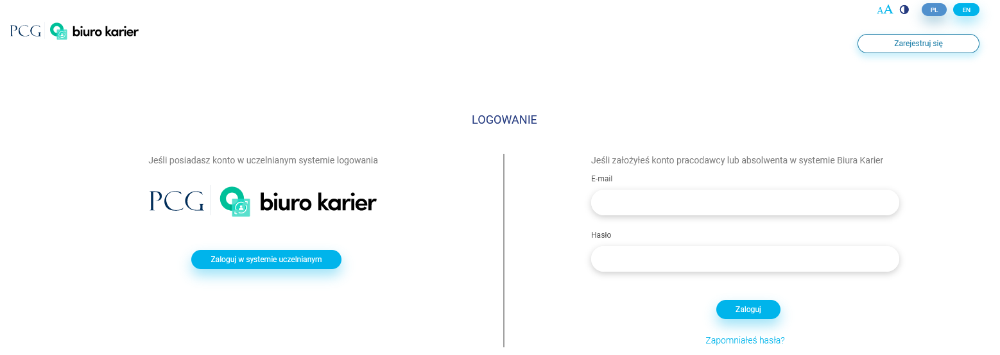 AA PL EN
PCG biuro karier
Zarejestruj się
LOGOWANIE
Jeśli posiadasz konto w uczelnianym systemie logowania
PCG biuro karier
Zaloguj w systemie uczelnianym
Jeśli założyłeś konto pracodawcy lub absolwenta w systemie Biura Karier
E-mail
Hasło
Zaloguj
Zapomniałeś hasła?